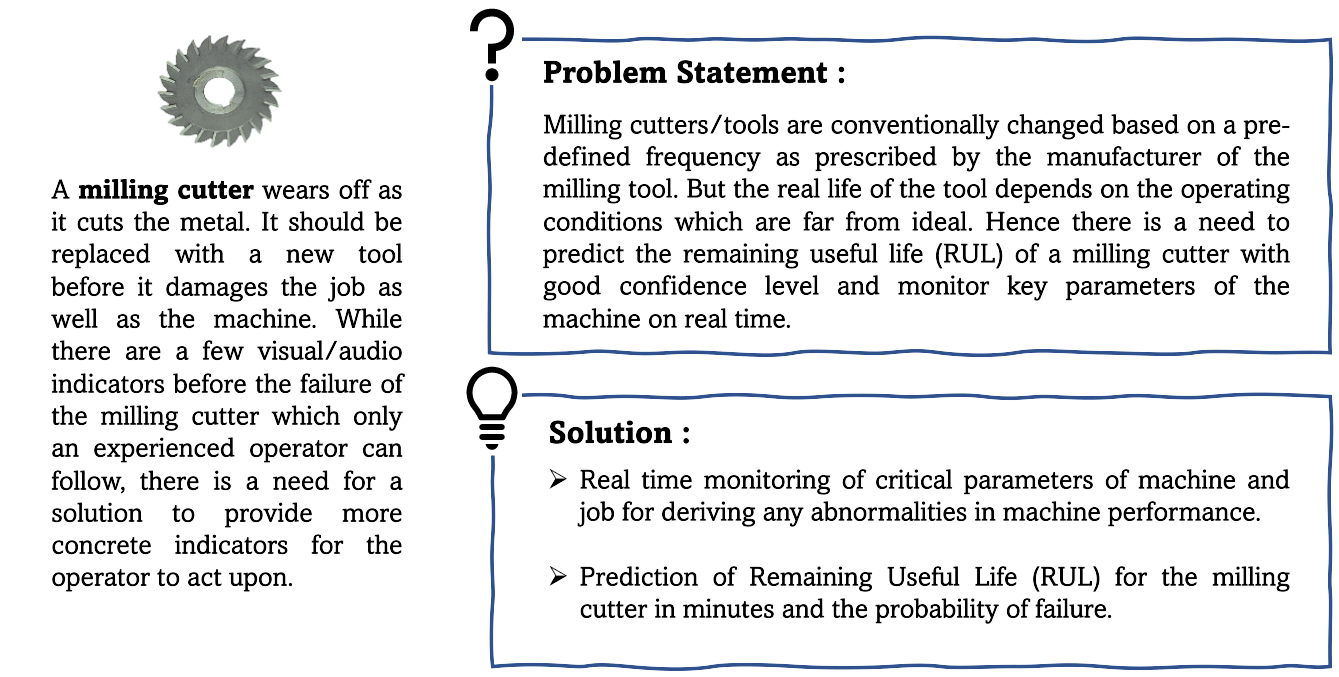 A milling cutter wears off as
it cuts the metal. It should be
replaced with a new tool
before it damages the job as
well as the machine. While
there are a few visual/audio
indicators before the failure of
the milling cutter which only
an experienced operator can
follow, there is a need for a
solution to provide more
concrete indicators for the
operator to act upon.
?
Problem Statement :
Milling cutters/tools are conventionally changed based on a pre-
defined frequency as prescribed by the manufacturer of the
milling tool. But the real life of the tool depends on the operating
conditions which are far from ideal. Hence there is a need to
predict the remaining useful life (RUL) of a milling cutter with
good confidence level and monitor key parameters of the
machine on real time.
Solution :
➢ Real time monitoring of critical parameters of machine and
job for deriving any abnormalities in machine performance.
➢ Prediction of Remaining Useful Life (RUL) for the milling
cutter in minutes and the probability of failure.